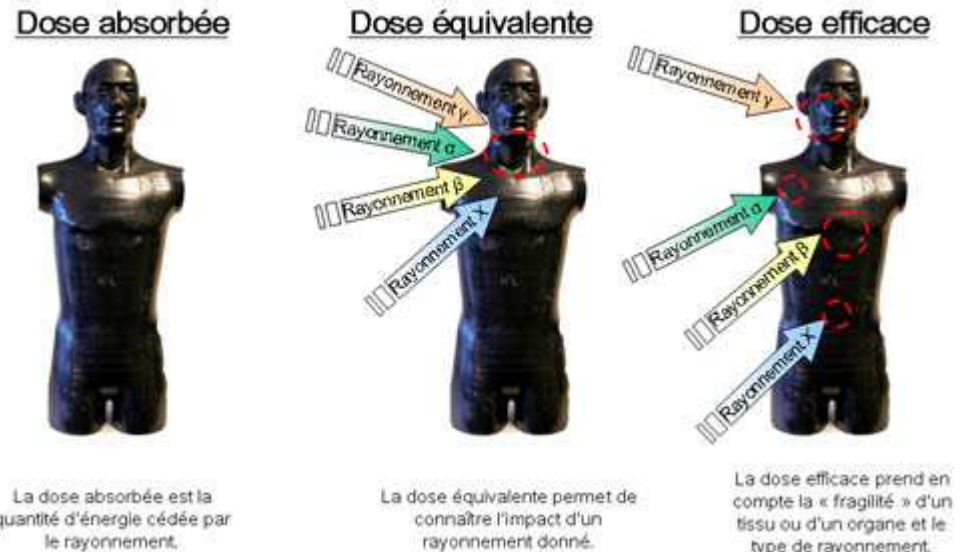 Dose absorbée
Dose équivalente
Dose efficace
Rayonnement γ
Rayonnement α
Rayonnement β
Rayonnement X
Rayonnement γ
Rayonnement α
Rayonnement β
Rayonnement X
La dose absorbée est la
quantité d'énergie cédée par
le rayonnement.
La dose équivalente permet de
connaître l'impact d'un
rayonnement donné.
La dose efficace prend en
compte la « fragilité » d'un
tissu ou d'un organe et le
type de rayonnement.